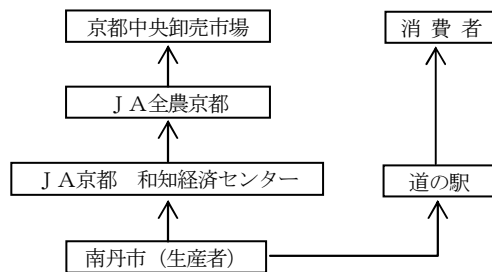 京都中央卸売市場
消 費 者
ＪＡ全農京都
ＪＡ京都　和知経済センター
道の駅
南丹市（生産者）